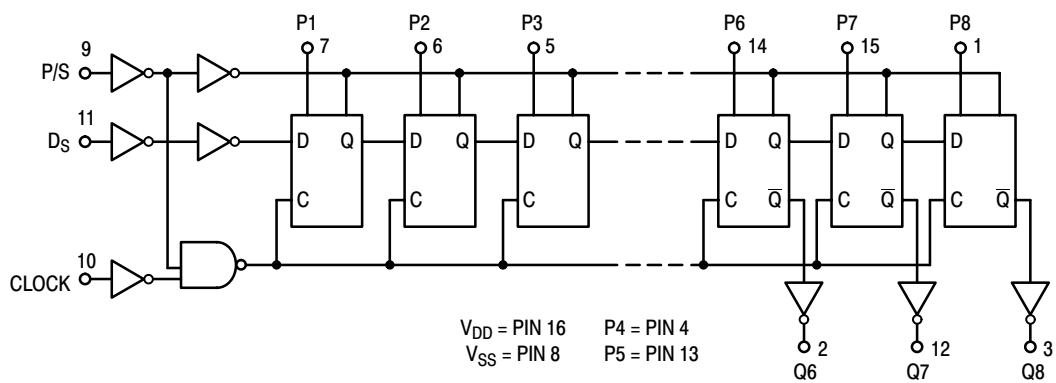 P1 P2 P3 P6 P7 P8
9 7 6 5 14 15 1
P/S
11
DS D Q D Q D Q D Q D Q D
C C C C Q̅ C Q̅ C Q̅
10
CLOCK
VDD = PIN 16 P4 = PIN 4
VSS = PIN 8 P5 = PIN 13
2 12 3
Q6 Q7 Q8